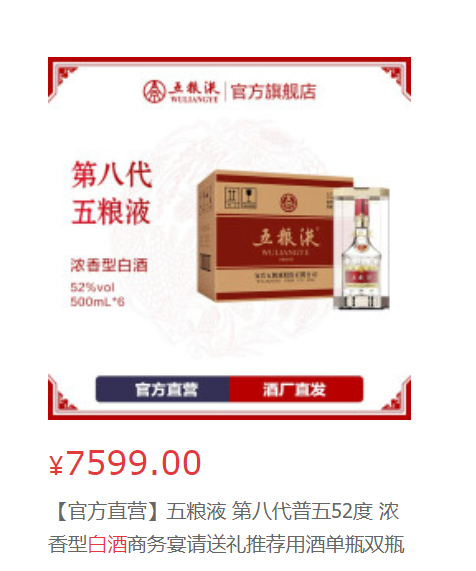 五粮液
WULIANGYE
官方旗舰店
第八代
五粮液
浓香型白酒
52%vol
500mL*6
五粮液
WULIANGYE
官方直营
酒厂直发
¥7599.00
【官方直营】五粮液 第八代普五52度 浓
香型白酒商务宴请送礼推荐用酒单瓶双瓶